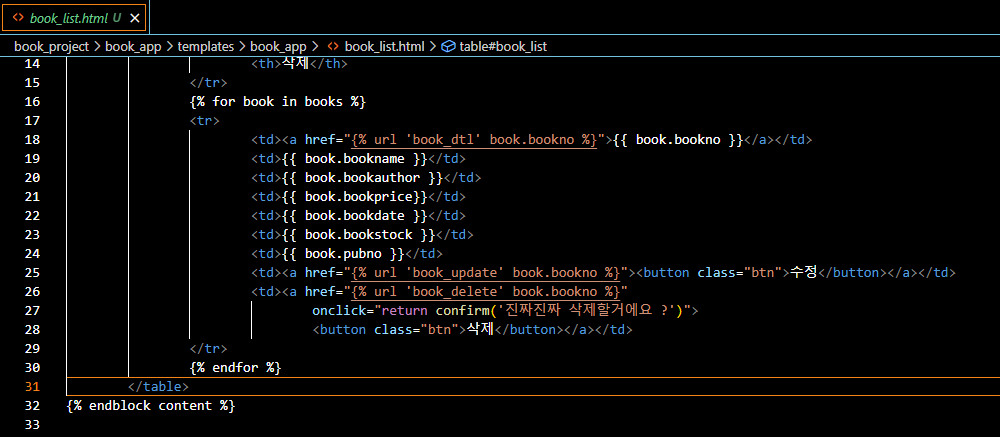 book_list.html U ×
book_project > book_app > templates > book_app > <> book_list.html > table#book_list
14 <th>삭제</th>
15 </tr>
16 {% for book in books %}
17 <tr>
18 <td><a href="{% url 'book_dtl' book.bookno %}">{{ book.bookno }}</a></td>
19 <td>{{ book.bookname }}</td>
20 <td>{{ book.bookauthor }}</td>
21 <td>{{ book.bookprice}}</td>
22 <td>{{ book.bookdate }}</td>
23 <td>{{ book.bookstock }}</td>
24 <td>{{ book.pubno }}</td>
25 <td><a href="{% url 'book_update' book.bookno %}"><button class="btn">수정</button></a></td>
26 <td><a href="{% url 'book_delete' book.bookno %}"
27 onclick="return confirm('진짜진짜 삭제할거에요 ?')">
28 <button class="btn">삭제</button></a></td>
29 </tr>
30 {% endfor %}
31 </table>
32 {% endblock content %}
33